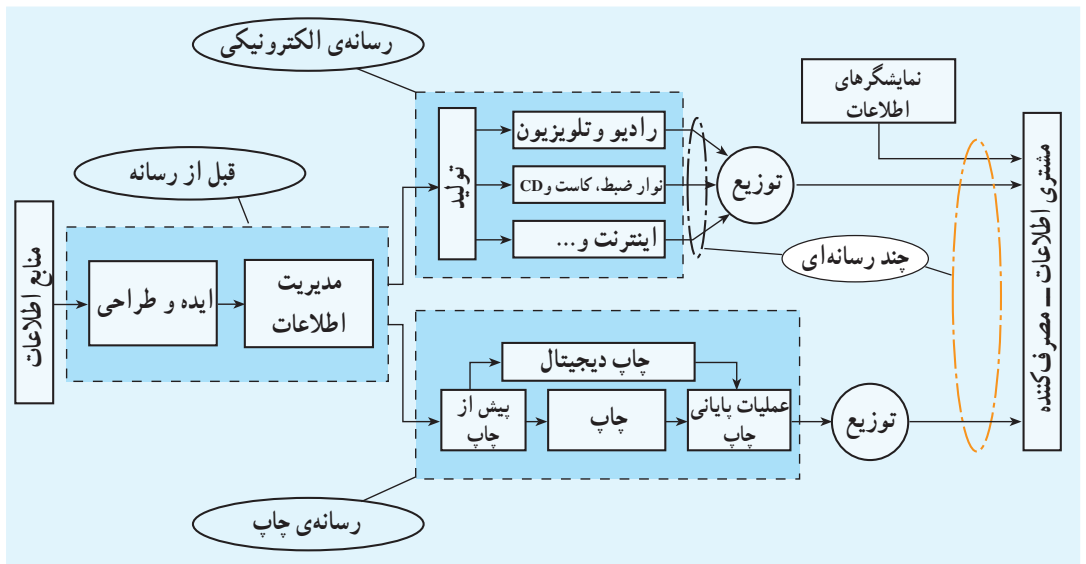 رسانه‌ی الکترونیکی
نمایشگرهای
اطلاعات
رادیو و تلویزیون
تولید
توزیع
نوار ضبط، کاست و CD
اینترنت و...
قبل از رسانه
منابع اطلاعات
ایده و طراحی
مدیریت
اطلاعات
چند رسانه‌ای
مشتری اطلاعات ــ مصرف‌کننده
چاپ دیجیتال
پیش از
چاپ
چاپ
عملیات پایانی
چاپ
توزیع
رسانه‌ی چاپ